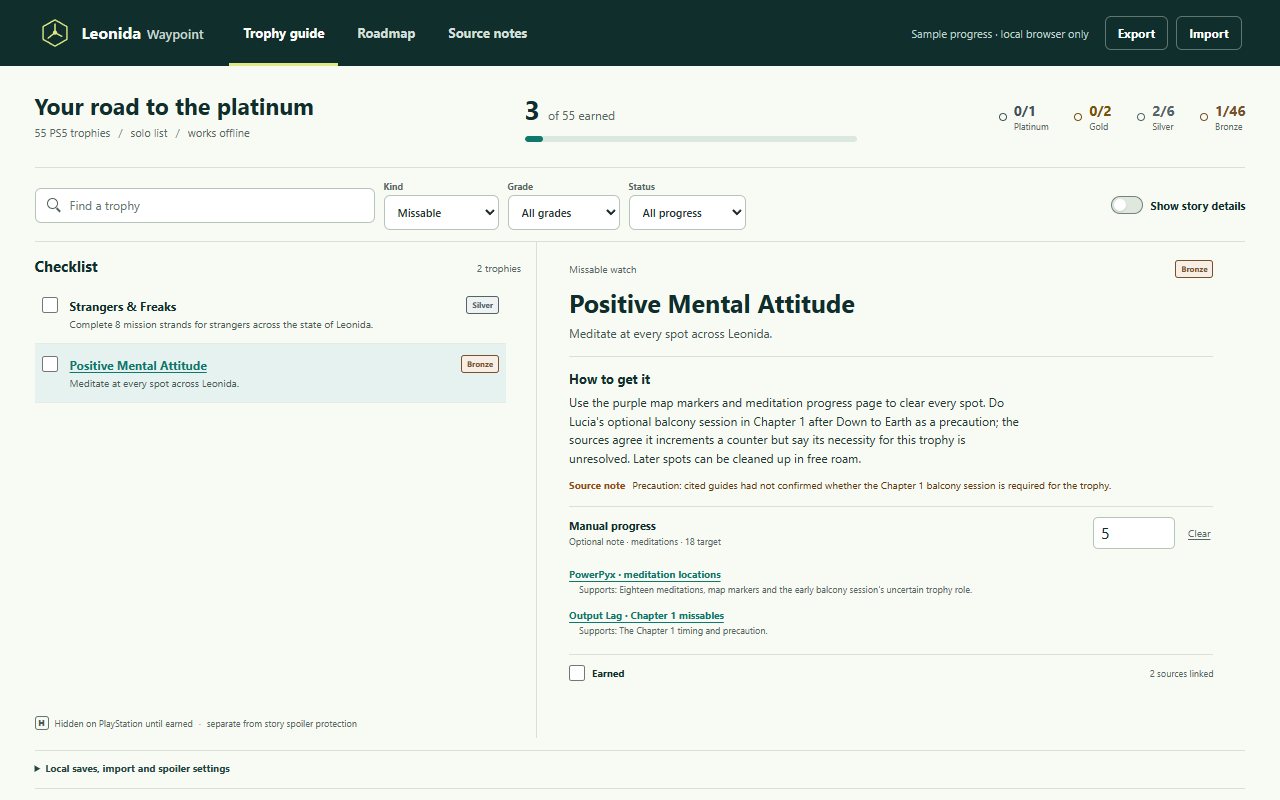 Leonida Waypoint
Trophy guide
Roadmap
Source notes
Sample progress · local browser only
Export
Import
Your road to the platinum
55 PS5 trophies / solo list / works offline
3 of 55 earned
0/1
Platinum
0/2
Gold
2/6
Silver
1/46
Bronze
Find a trophy
Kind
Missable
Grade
All grades
Status
All progress
Show story details
Checklist
2 trophies
Strangers & Freaks
Silver
Complete 8 mission strands for strangers across the state of Leonida.
Positive Mental Attitude
Bronze
Meditate at every spot across Leonida.
H Hidden on PlayStation until earned · separate from story spoiler protection
Missable watch
Bronze
Positive Mental Attitude
Meditate at every spot across Leonida.
How to get it
Use the purple map markers and meditation progress page to clear every spot. Do
Lucia's optional balcony session in Chapter 1 after Down to Earth as a precaution; the
sources agree it increments a counter but say its necessity for this trophy is
unresolved. Later spots can be cleaned up in free roam.
Source note Precaution: cited guides had not confirmed whether the Chapter 1 balcony session is required for the trophy.
Manual progress
Optional note · meditations · 18 target
5
Clear
PowerPyx · meditation locations
Supports: Eighteen meditations, map markers and the early balcony session's uncertain trophy role.
Output Lag · Chapter 1 missables
Supports: The Chapter 1 timing and precaution.
Earned
2 sources linked
Local saves, import and spoiler settings